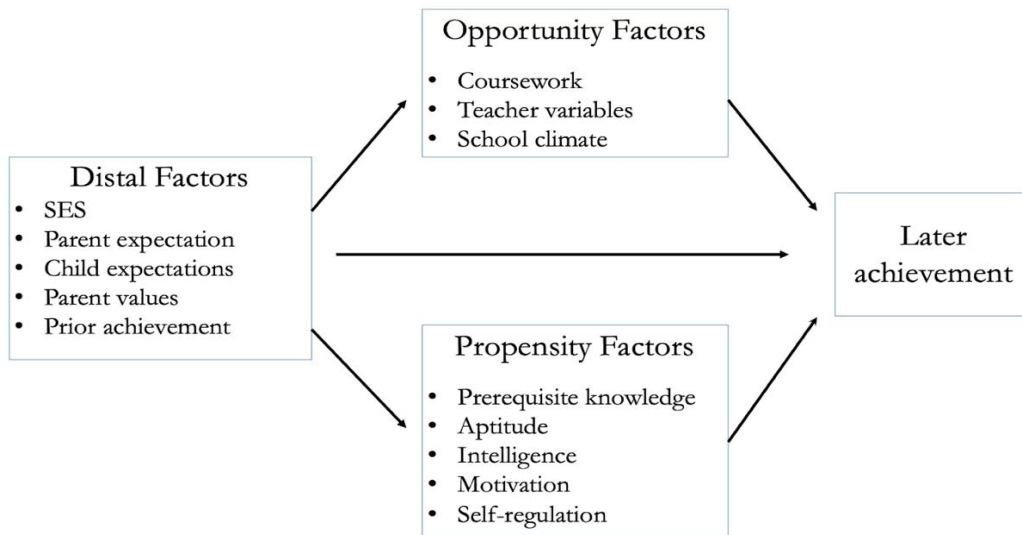 Opportunity Factors
• Coursework
• Teacher variables
• School climate
Distal Factors
• SES
• Parent expectation
• Child expectations
• Parent values
• Prior achievement
Later
achievement
Propensity Factors
• Prerequisite knowledge
• Aptitude
• Intelligence
• Motivation
• Self-regulation